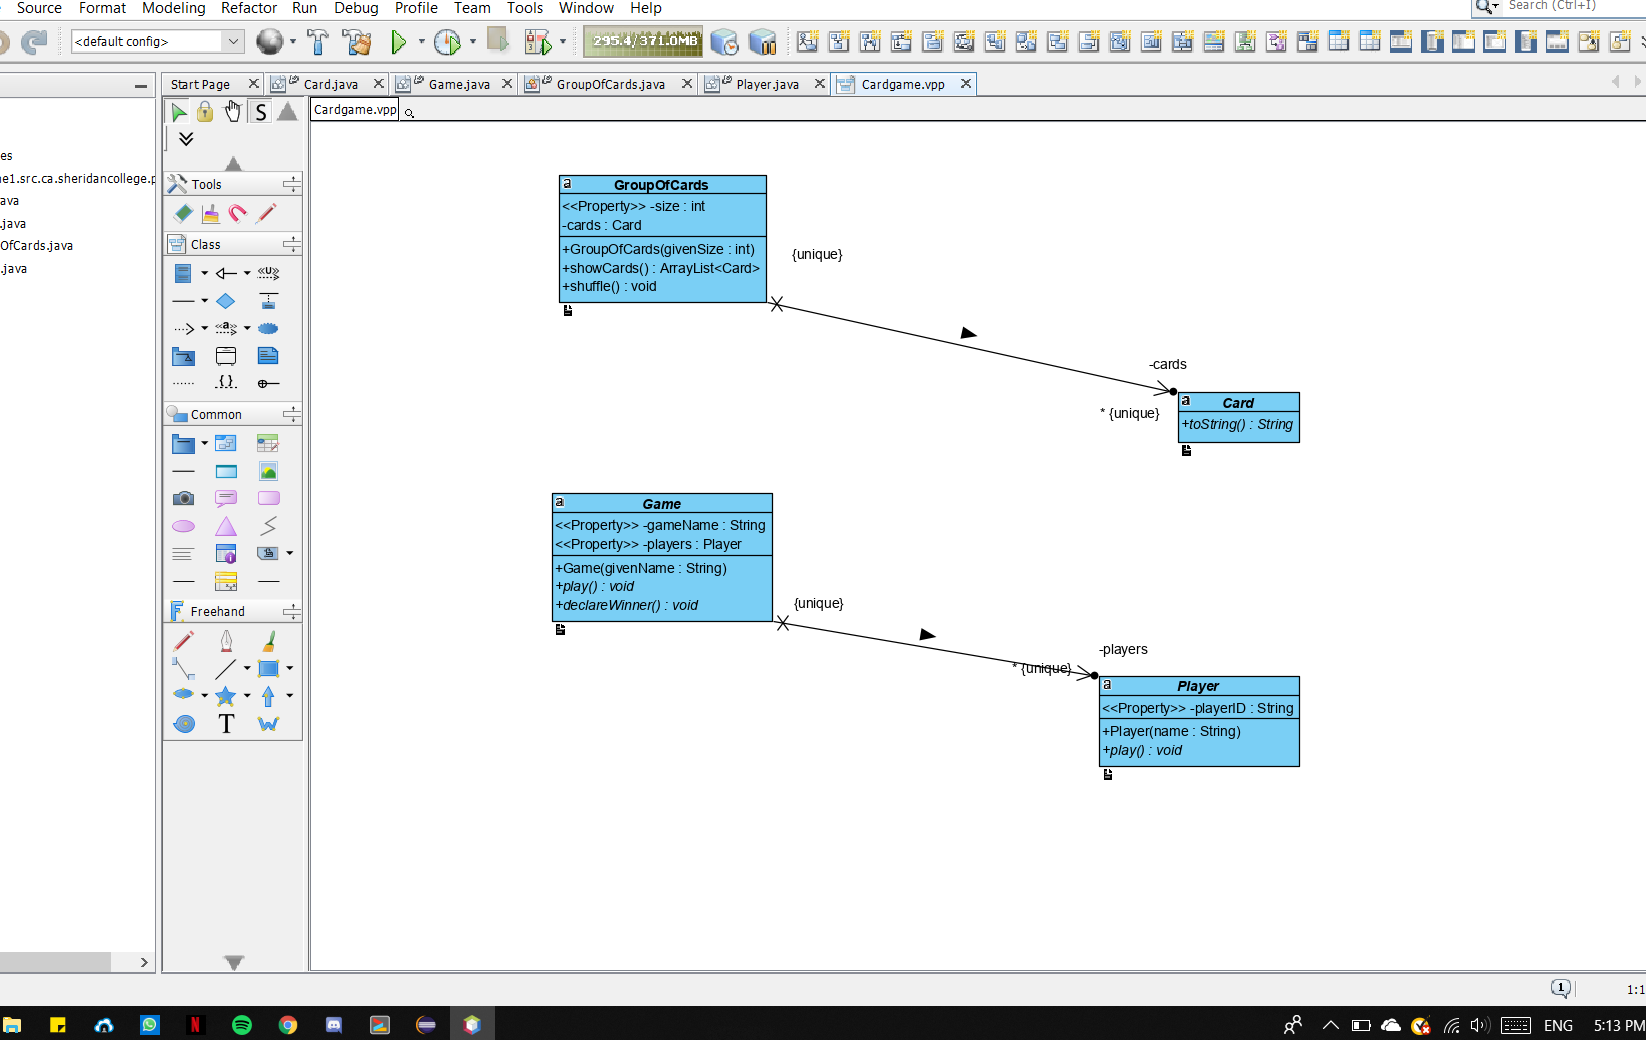 Source Format Modeling Refactor Run Debug Profile Team Tools Window Help
Search (Ctrl+I)
<default config>
295.4/371.0MB
Start Page Card.java Game.java GroupOfCards.java Player.java Cardgame.vpp
S
Cardgame.vpp
es
ne1.src.ca.sheridancollege.p
ava
.java
OfCards.java
.java
Tools
Class
<<U>>
<<a>>
{ }
Common
Freehand
T
a GroupOfCards
<<Property>> -size : int
-cards : Card
+GroupOfCards(givenSize : int)
+showCards() : ArrayList<Card>
+shuffle() : void
{unique}
-cards
* {unique}
a Card
+toString() : String
a Game
<<Property>> -gameName : String
<<Property>> -players : Player
+Game(givenName : String)
+play() : void
+declareWinner() : void
{unique}
-players
* {unique}
a Player
<<Property>> -playerID : String
+Player(name : String)
+play() : void
1
1:1
N
ENG
5:13 PM